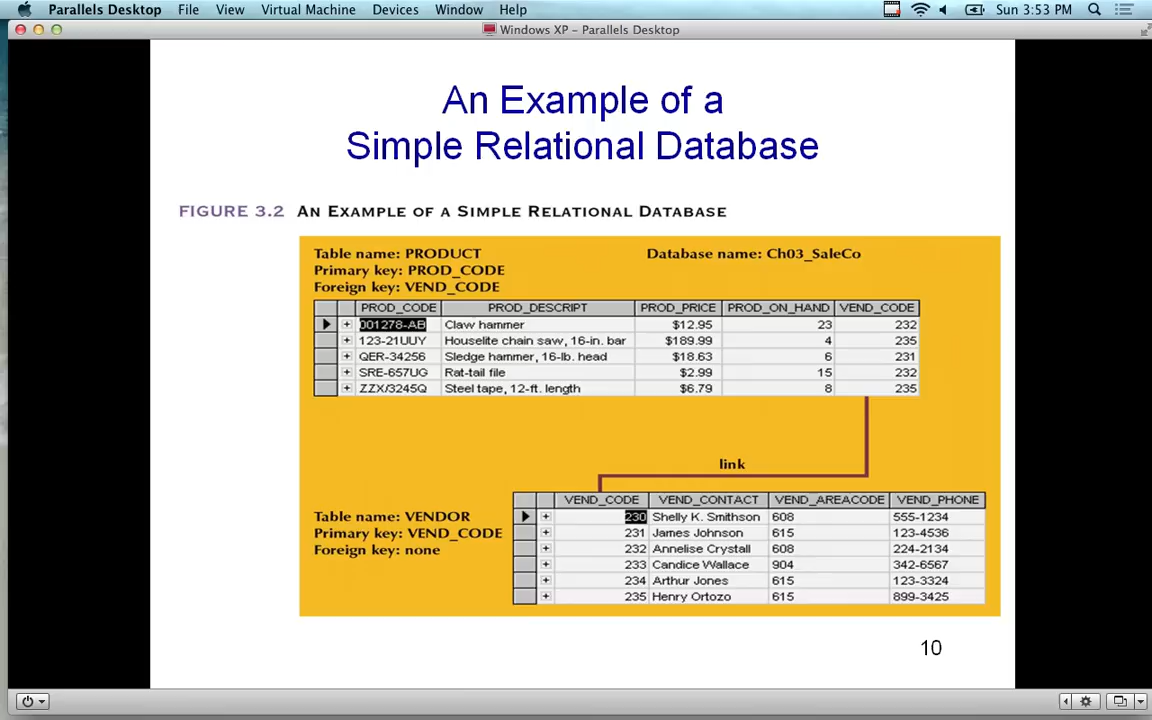 Parallels Desktop File View Virtual Machine Devices Window Help Sun 3:53 PM
Windows XP - Parallels Desktop
An Example of a
Simple Relational Database
FIGURE 3.2 AN EXAMPLE OF A SIMPLE RELATIONAL DATABASE
Table name: PRODUCT Database name: Ch03_SaleCo
Primary key: PROD_CODE
Foreign key: VEND_CODE
PROD_CODE PROD_DESCRIPT PROD_PRICE PROD_ON_HAND VEND_CODE
001278-AB Claw hammer $12.95 23 232
123-21UUY Houselite chain saw, 16-in. bar $189.99 4 235
QER-34256 Sledge hammer, 16-lb. head $18.63 6 231
SRE-657UG Rat-tail file $2.99 15 232
ZZX/3245Q Steel tape, 12-ft. length $6.79 8 235
link
Table name: VENDOR
Primary key: VEND_CODE
Foreign key: none
VEND_CODE VEND_CONTACT VEND_AREACODE VEND_PHONE
230 Shelly K. Smithson 608 555-1234
231 James Johnson 615 123-4536
232 Annelise Crystall 608 224-2134
233 Candice Wallace 904 342-6567
234 Arthur Jones 615 123-3324
235 Henry Ortozo 615 899-3425
10